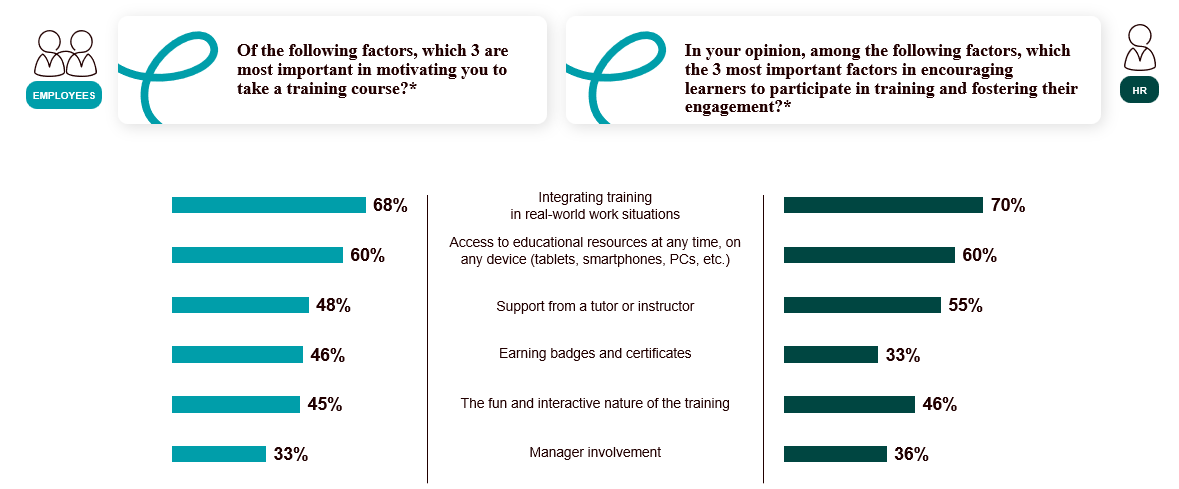 EMPLOYEES
Of the following factors, which 3 are
most important in motivating you to
take a training course?*
In your opinion, among the following factors, which
the 3 most important factors in encouraging
learners to participate in training and fostering their
engagement?*
HR
68%
Integrating training
in real-world work situations
70%
60%
Access to educational resources at any time, on
any device (tablets, smartphones, PCs, etc.)
60%
48%
Support from a tutor or instructor
55%
46%
Earning badges and certificates
33%
45%
The fun and interactive nature of the training
46%
33%
Manager involvement
36%